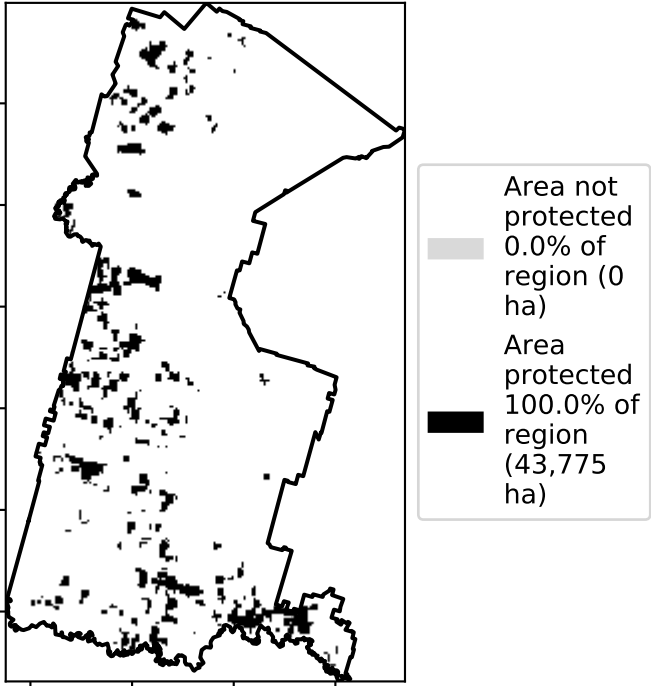 Area not
protected
0.0% of
region (0
ha)
Area
protected
100.0% of
region
(43,775
ha)